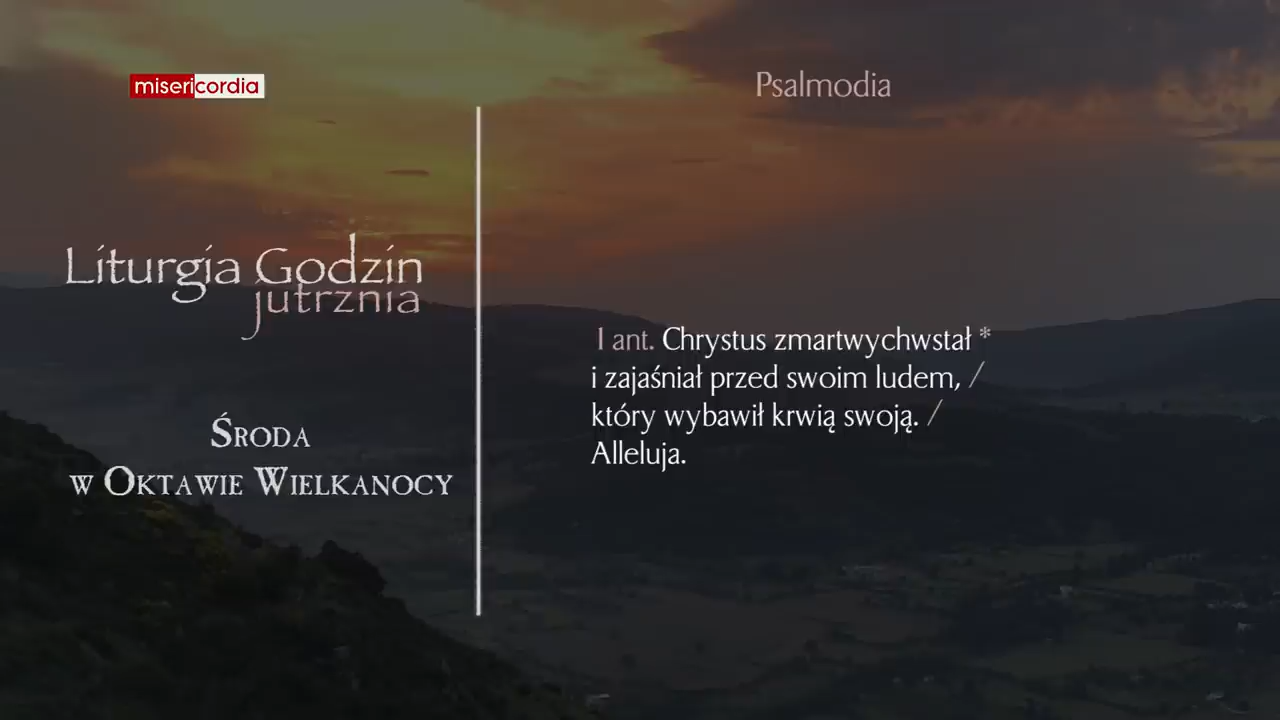 misericordia
Psalmodia
Liturgia Godzin
jutrznia
Środa
w Oktawie Wielkanocy
1 ant. Chrystus zmartwychwstał *
i zajaśniał przed swoim ludem, /
który wybawił krwią swoją. /
Alleluja.